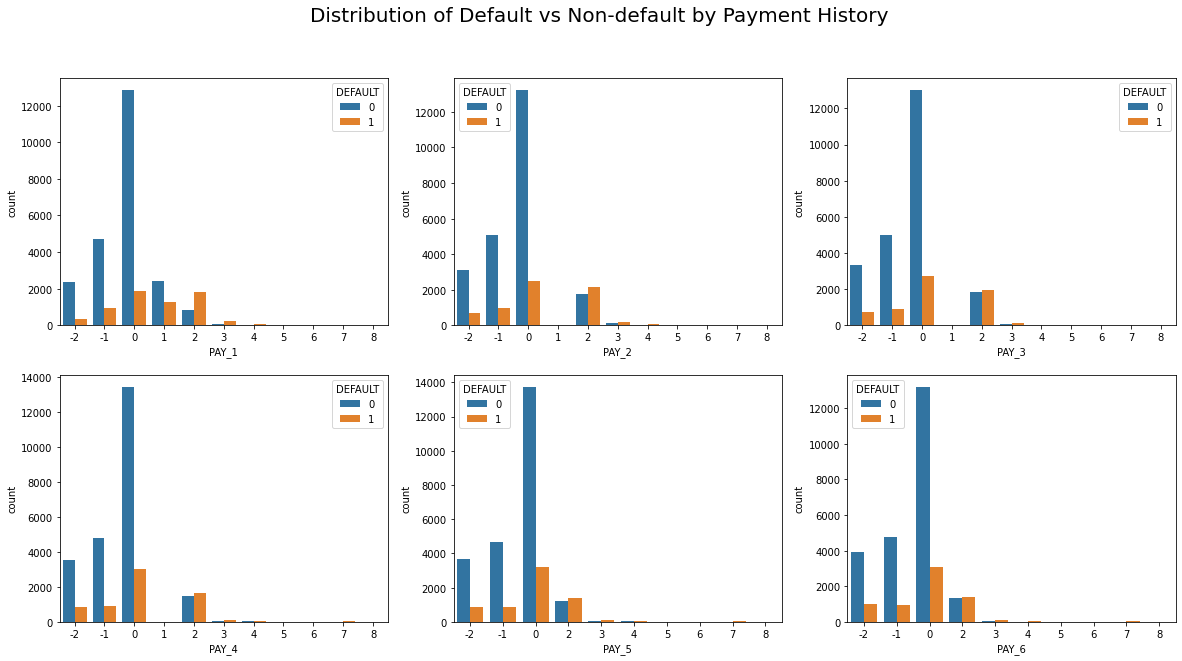 Distribution of Default vs Non-default by Payment History
DEFAULT
0
1
count
12000
10000
8000
6000
4000
2000
0
-2 -1 0 1 2 3 4 5 6 7 8
PAY_1
DEFAULT
0
1
count
12000
10000
8000
6000
4000
2000
0
-2 -1 0 1 2 3 4 5 6 7 8
PAY_2
DEFAULT
0
1
count
12000
10000
8000
6000
4000
2000
0
-2 -1 0 1 2 3 4 5 6 7 8
PAY_3
DEFAULT
0
1
count
14000
12000
10000
8000
6000
4000
2000
0
-2 -1 0 1 2 3 4 5 6 7 8
PAY_4
DEFAULT
0
1
count
14000
12000
10000
8000
6000
4000
2000
0
-2 -1 0 2 3 4 5 6 7 8
PAY_5
DEFAULT
0
1
count
12000
10000
8000
6000
4000
2000
0
-2 -1 0 2 3 4 5 6 7 8
PAY_6